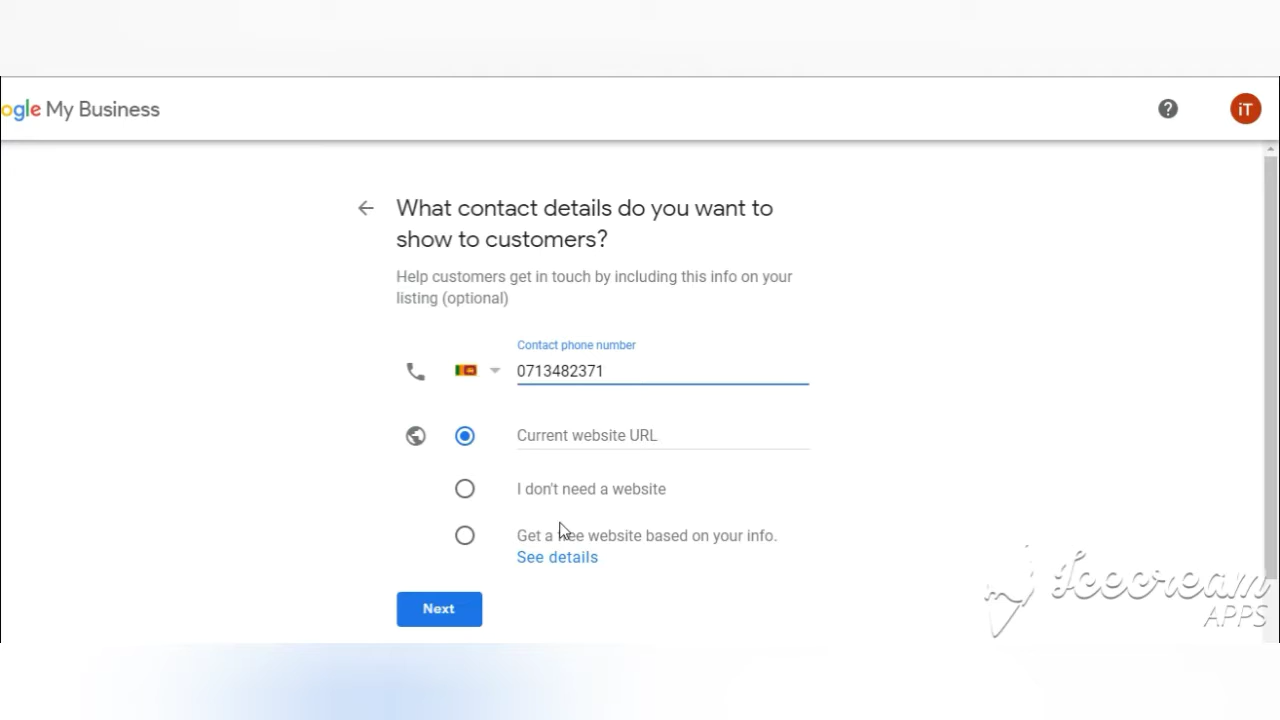 ogle My Business
?
iT
What contact details do you want to
show to customers?
Help customers get in touch by including this info on your
listing (optional)
Contact phone number
0713482371
Current website URL
I don't need a website
Get a free website based on your info.
See details
Next
Icecream
APPS